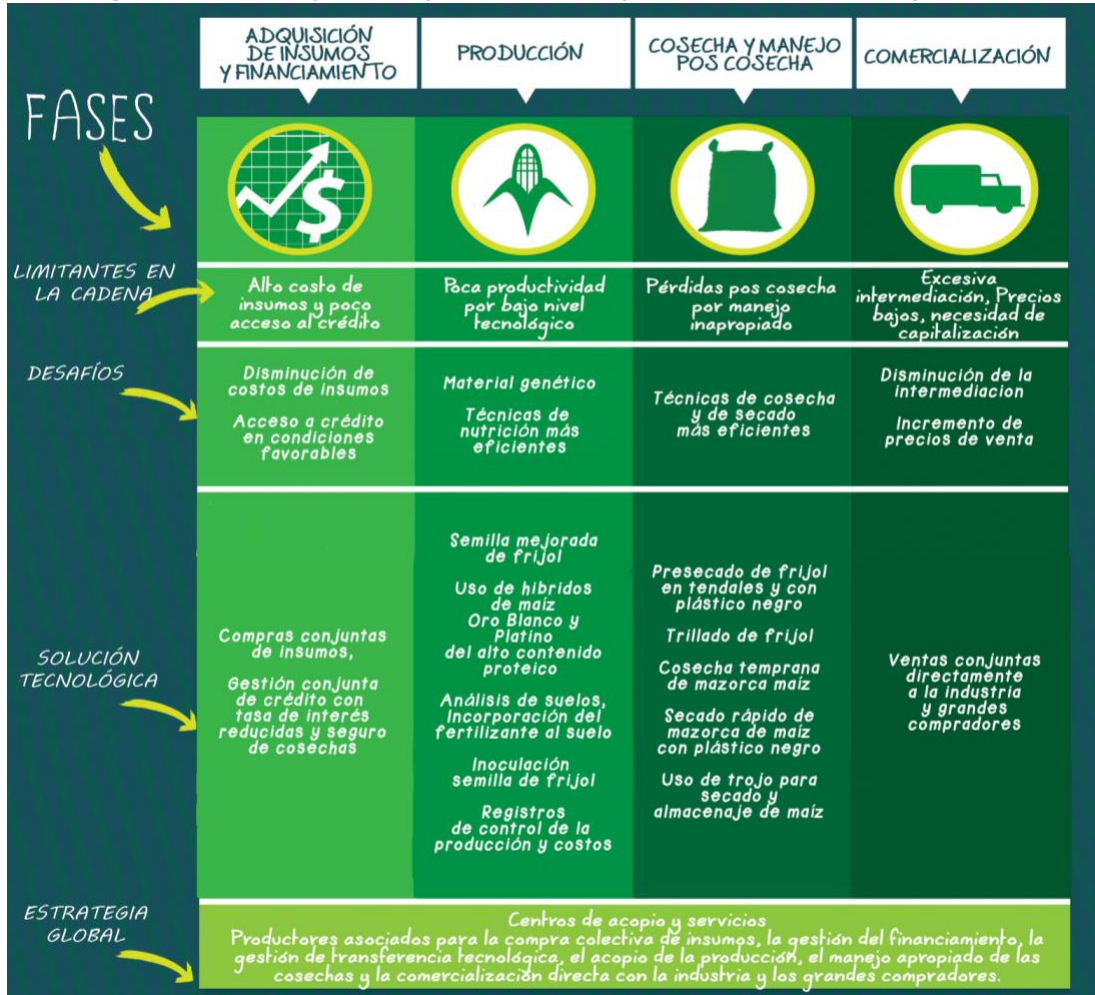 ADQUISICIÓN
DE INSUMOS
Y FINANCIAMIENTO
PRODUCCIÓN
COSECHA Y MANEJO
POS COSECHA
COMERCIALIZACIÓN
FASES
$
LIMITANTES EN
LA CADENA
Alto costo de
insumos y poco
acceso al crédito
Poca productividad
por bajo nivel
tecnológico
Pérdidas pos cosecha
por manejo
inapropiado
Excesiva
intermediación, Precios
bajos, necesidad de
capitalización
DESAFÍOS
Disminución de
costos de insumos
Acceso a crédito
en condiciones
favorables
Material genético
Técnicas de
nutrición más
eficientes
Técnicas de cosecha
y de secado
más eficientes
Disminución de la
intermediacion
Incremento de
precios de venta
SOLUCIÓN
TECNOLÓGICA
Compras conjuntas
de insumos,
Gestión conjunta
de crédito con
tasa de interés
reducidas y seguro
de cosechas
Semilla mejorada
de frijol
Uso de hibridos
de maíz
Oro Blanco y
Platino
del alto contenido
proteico
Análisis de suelos,
Incorporación del
fertilizante al suelo
Inoculación
semilla de frijol
Registros
de control de la
producción y costos
Presecado de frijol
en tendales y con
plástico negro
Trillado de frijol
Cosecha temprana
de mazorca maíz
Secado rápido de
mazorca de maíz
con plástico negro
Uso de trojo para
secado y
almacenaje de maíz
Ventas conjuntas
directamente
a la industria
y grandes
compradores
ESTRATEGIA
GLOBAL
Centros de acopio y servicios
Productores asociados para la compra colectiva de insumos, la gestión del financiamiento, la
gestión de transferencia tecnológica, el acopio de la producción, el manejo apropiado de las
cosechas y la comercialización directa con la industria y los grandes compradores.